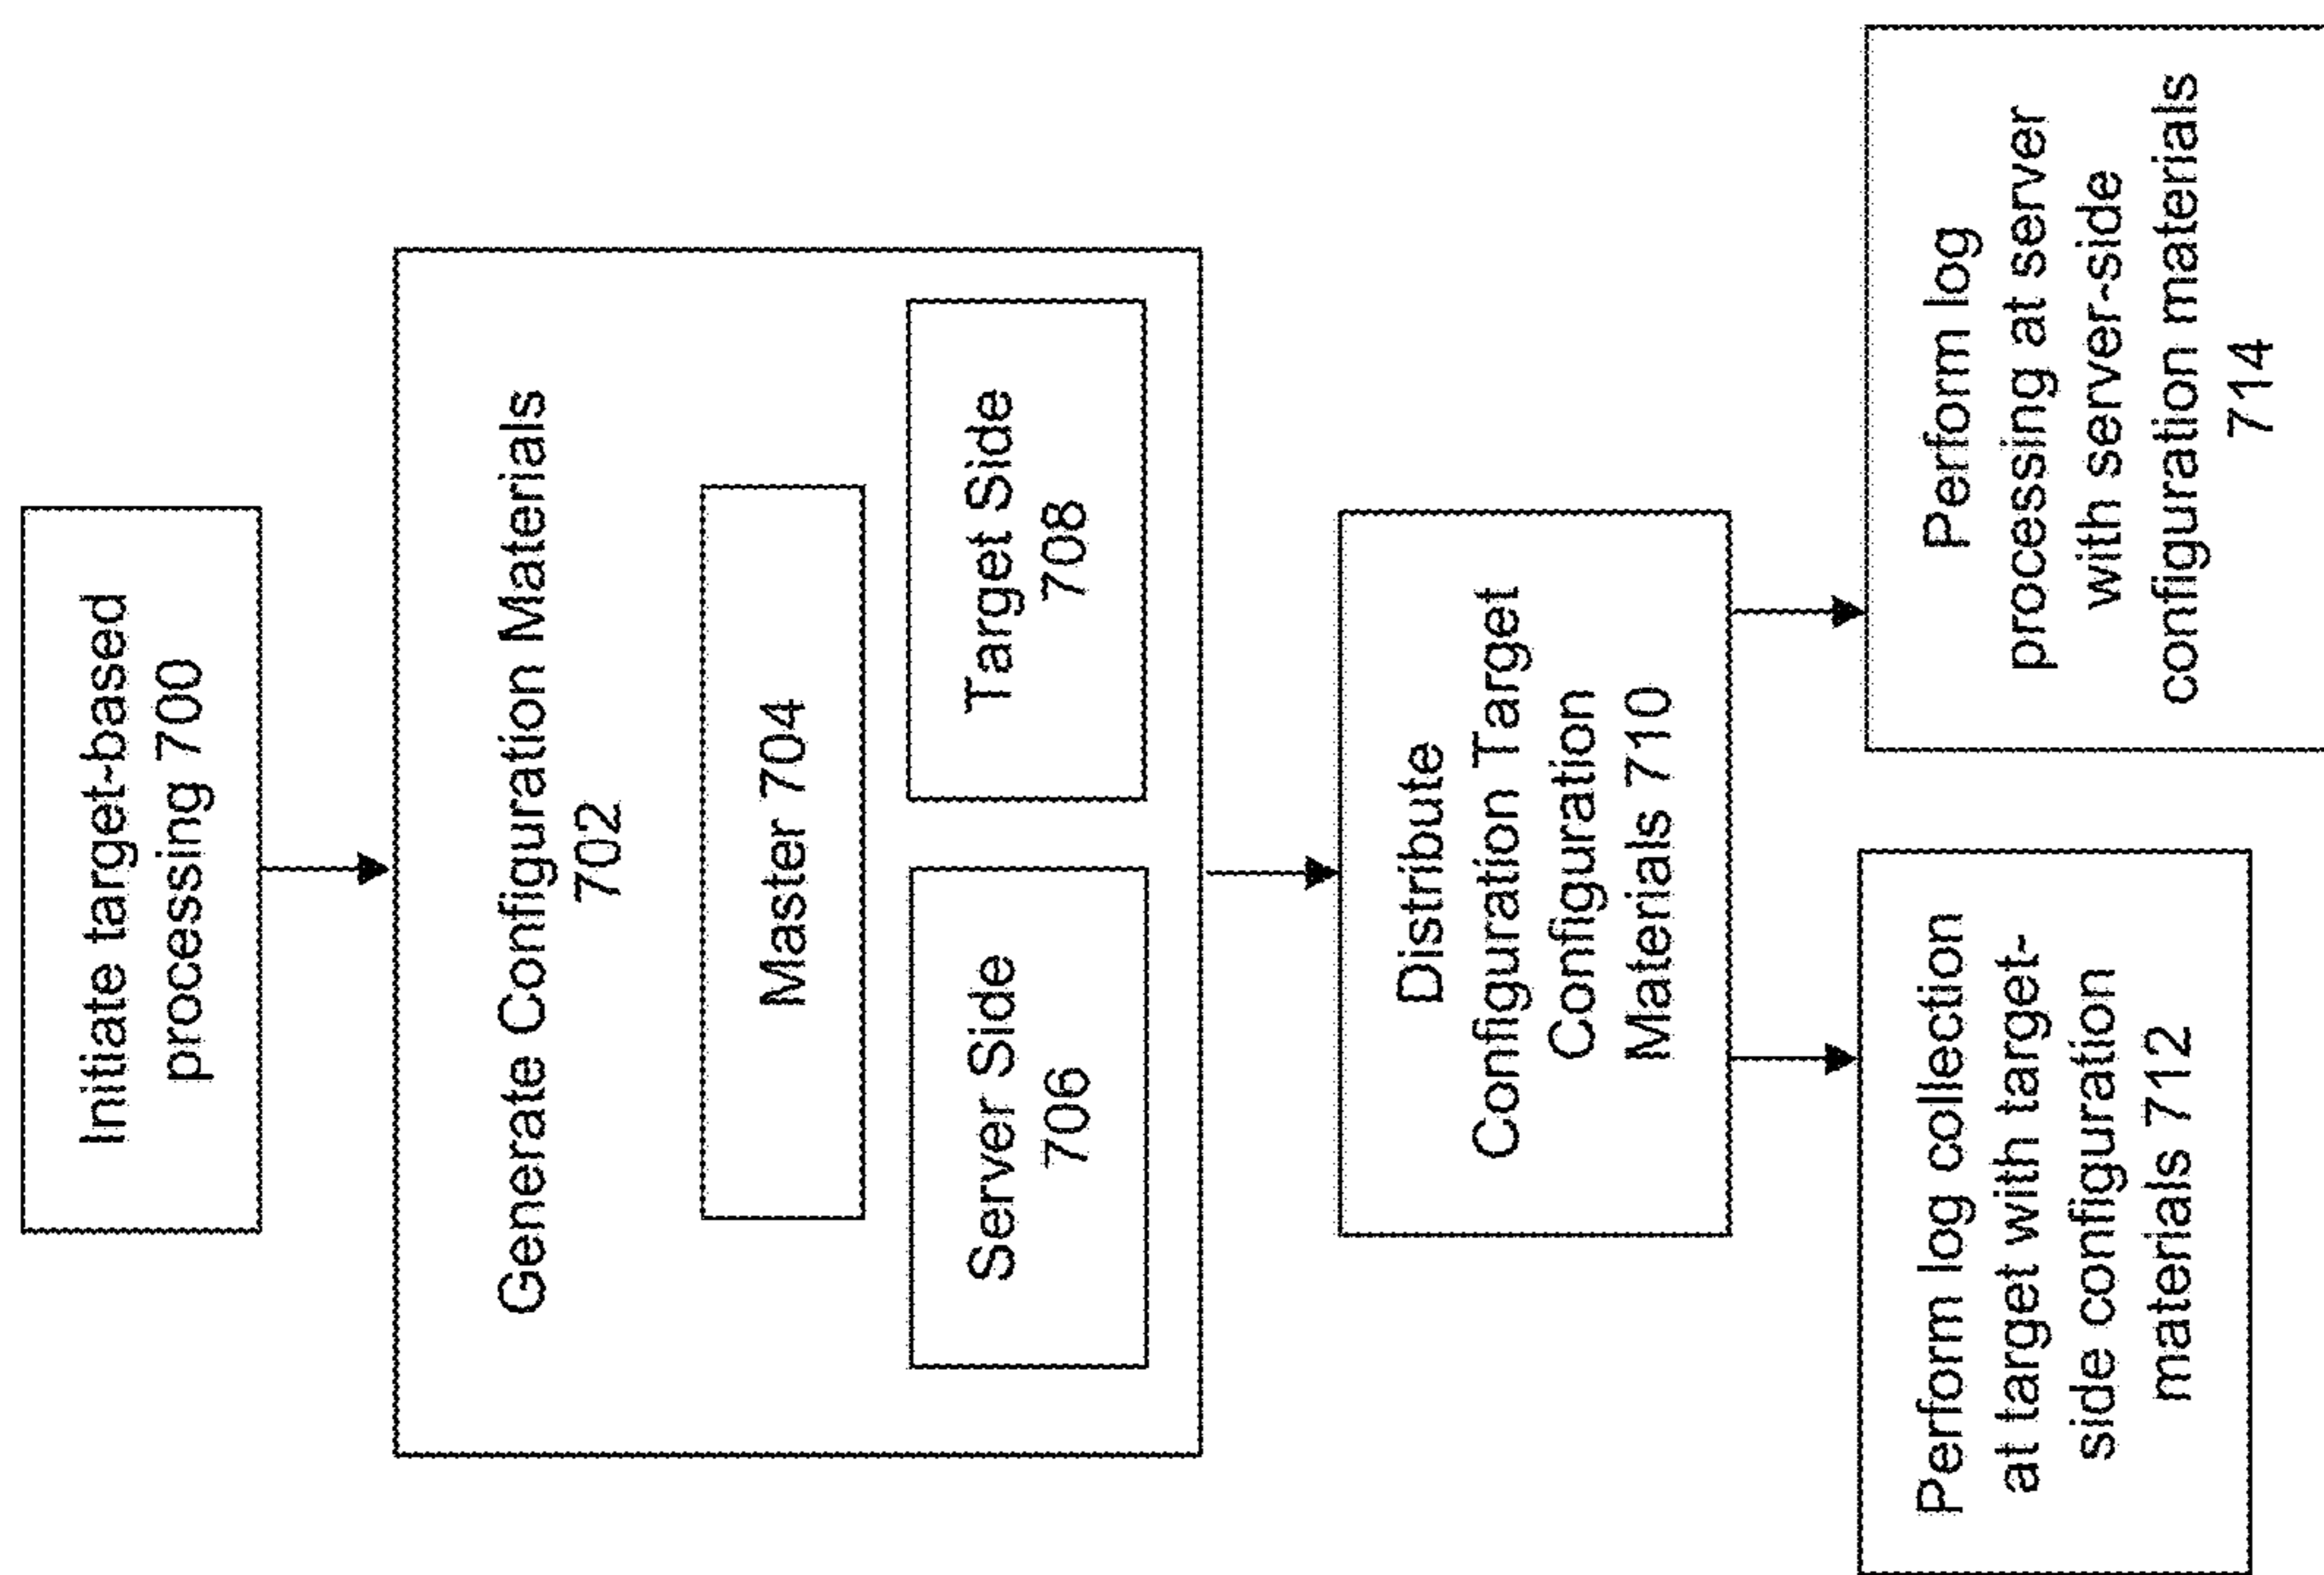 Initiate target-based
processing 700
Generate Configuration Materials
702
Master 704
Server Side
706
Target Side
708
Distribute
Configuration Target
Configuration
Materials 710
Perform log collection
at target with target-
side configuration
materials 712
Perform log
processing at server
with server-side
configuration materials
714